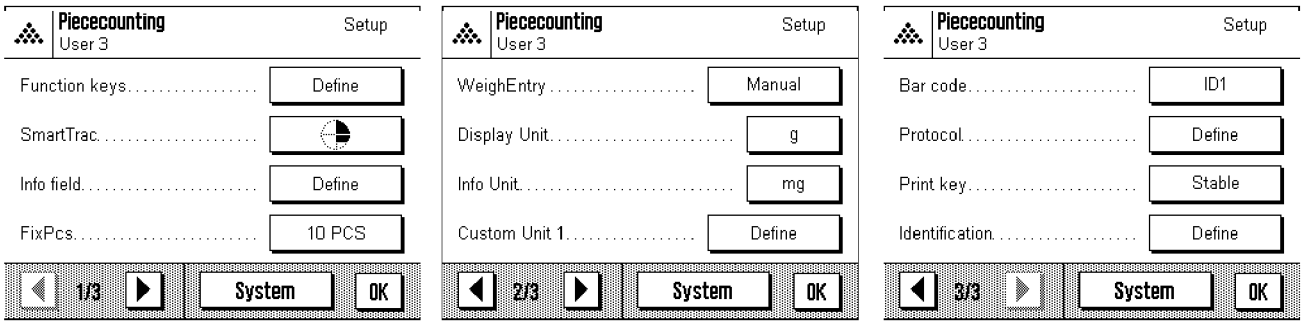 Piececounting
User 3
Setup
Function keys................. Define
SmartTrac.....................
Info field....................... Define
FixPcs.......................... 10 PCS
1/3 System OK
Piececounting
User 3
Setup
WeighEntry.................... Manual
Display Unit......................... g
Info Unit............................. mg
Custom Unit 1................. Define
2/3 System OK
Piececounting
User 3
Setup
Bar code........................ ID1
Protocol........................ Define
Print key....................... Stable
Identification.................. Define
3/3 System OK